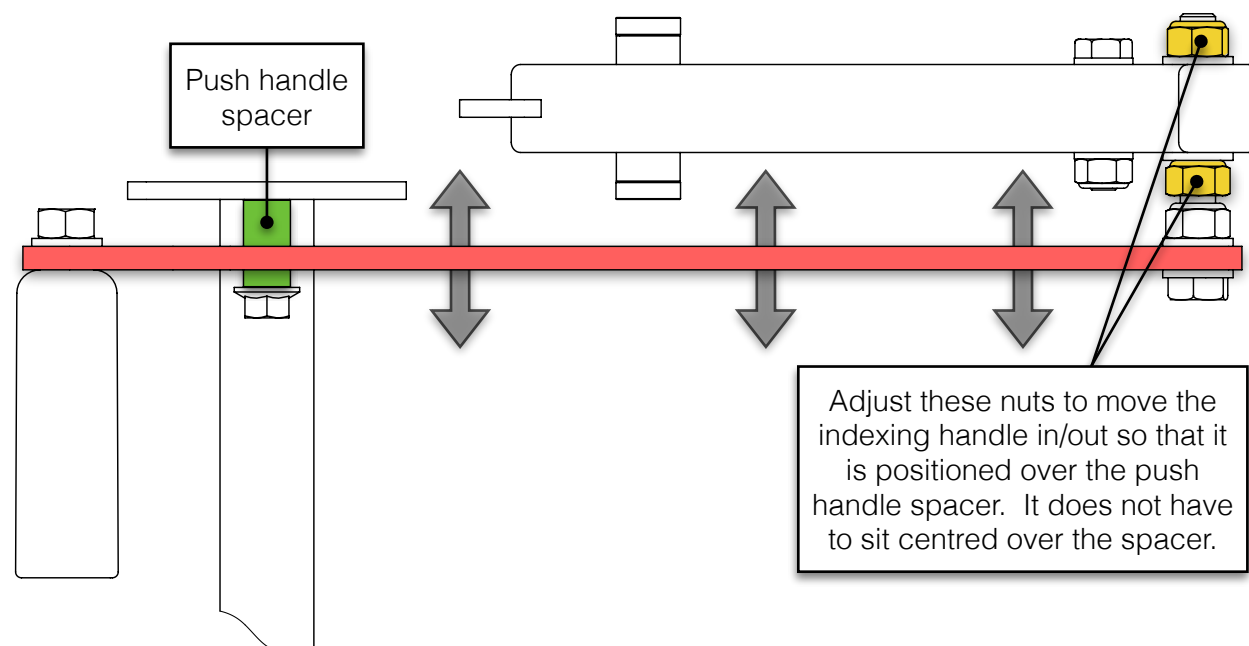 Push handle
spacer
Adjust these nuts to move the
indexing handle in/out so that it
is positioned over the push
handle spacer.  It does not have
to sit centred over the spacer.